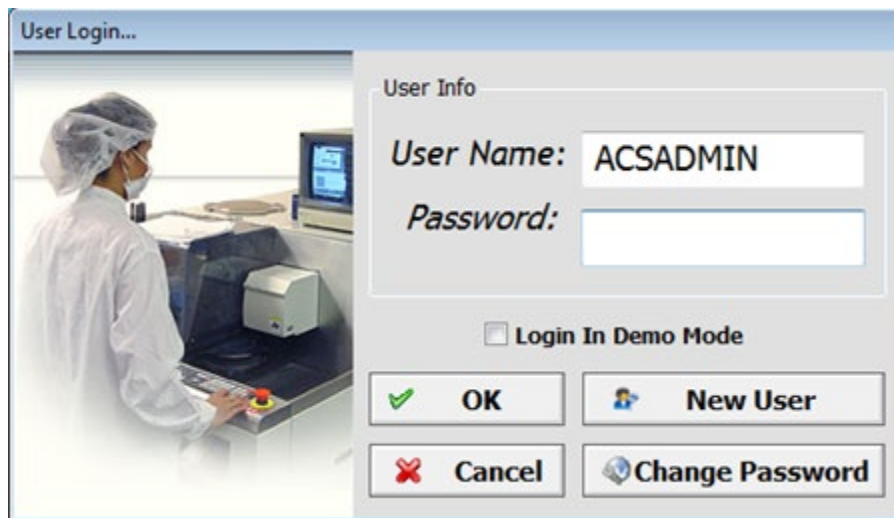 User Login...
User Info
User Name: ACSADMIN
Password:
Login In Demo Mode
OK
New User
Cancel
Change Password